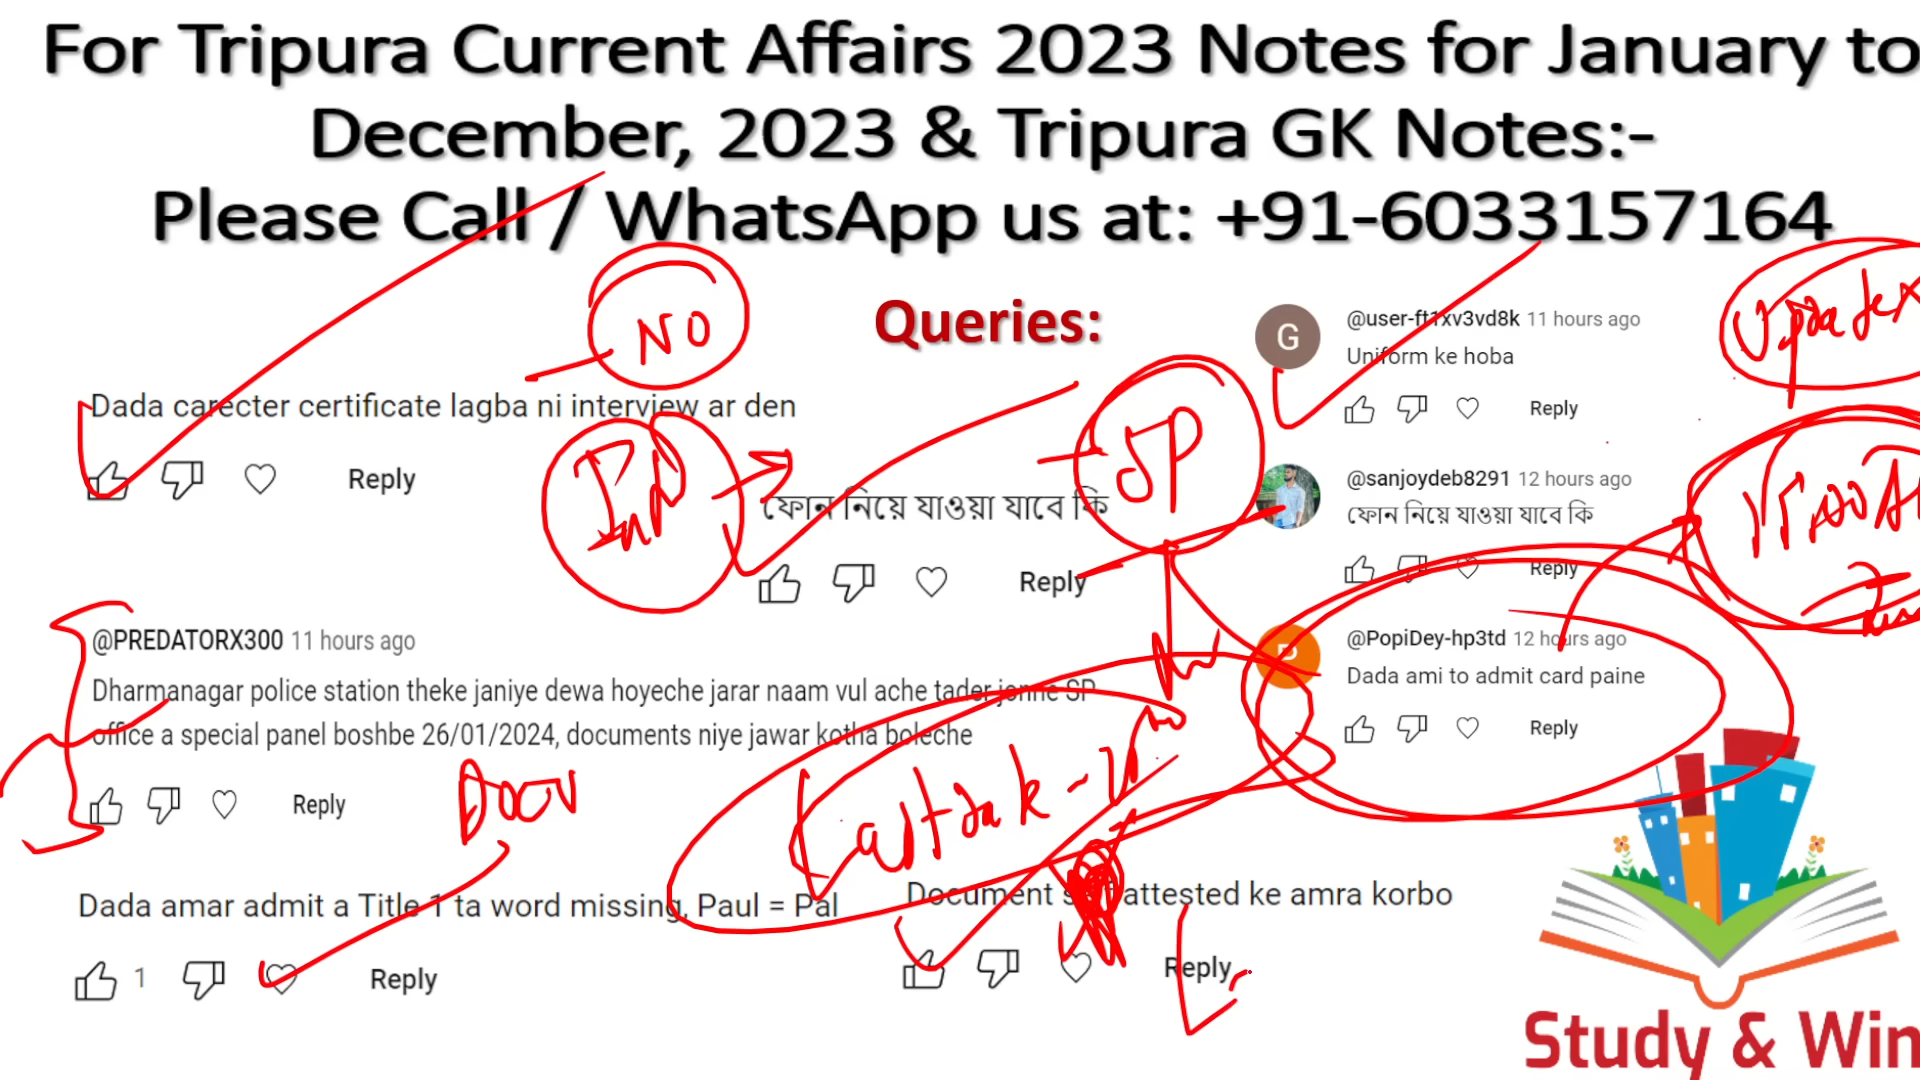 For Tripura Current Affairs 2023 Notes for January to
December, 2023 & Tripura GK Notes:-
Please Call / WhatsApp us at: +91-6033157164
NO
Queries:
G
@user-ft1xv3vd8k 11 hours ago
Uniform ke hoba
Reply
Dada carecter certificate lagba ni interview ar den
Reply
SP
ফোন নিয়ে যাওয়া যাবে কি
Reply
@sanjoydeb8291 12 hours ago
ফোন নিয়ে যাওয়া যাবে কি
Reply
@PREDATORX300 11 hours ago
Dharmanagar police station theke janiye dewa hoyeche jarar naam vul ache tader jonne SP
office a special panel boshbe 26/01/2024, documents niye jawar kotha boleche
Reply
@PopiDey-hp3td 12 hours ago
Dada ami to admit card paine
Reply
Dada amar admit a Title 1 ta word missing, Paul = Pal
1
Reply
Document self attested ke amra korbo
Reply
Study & Win